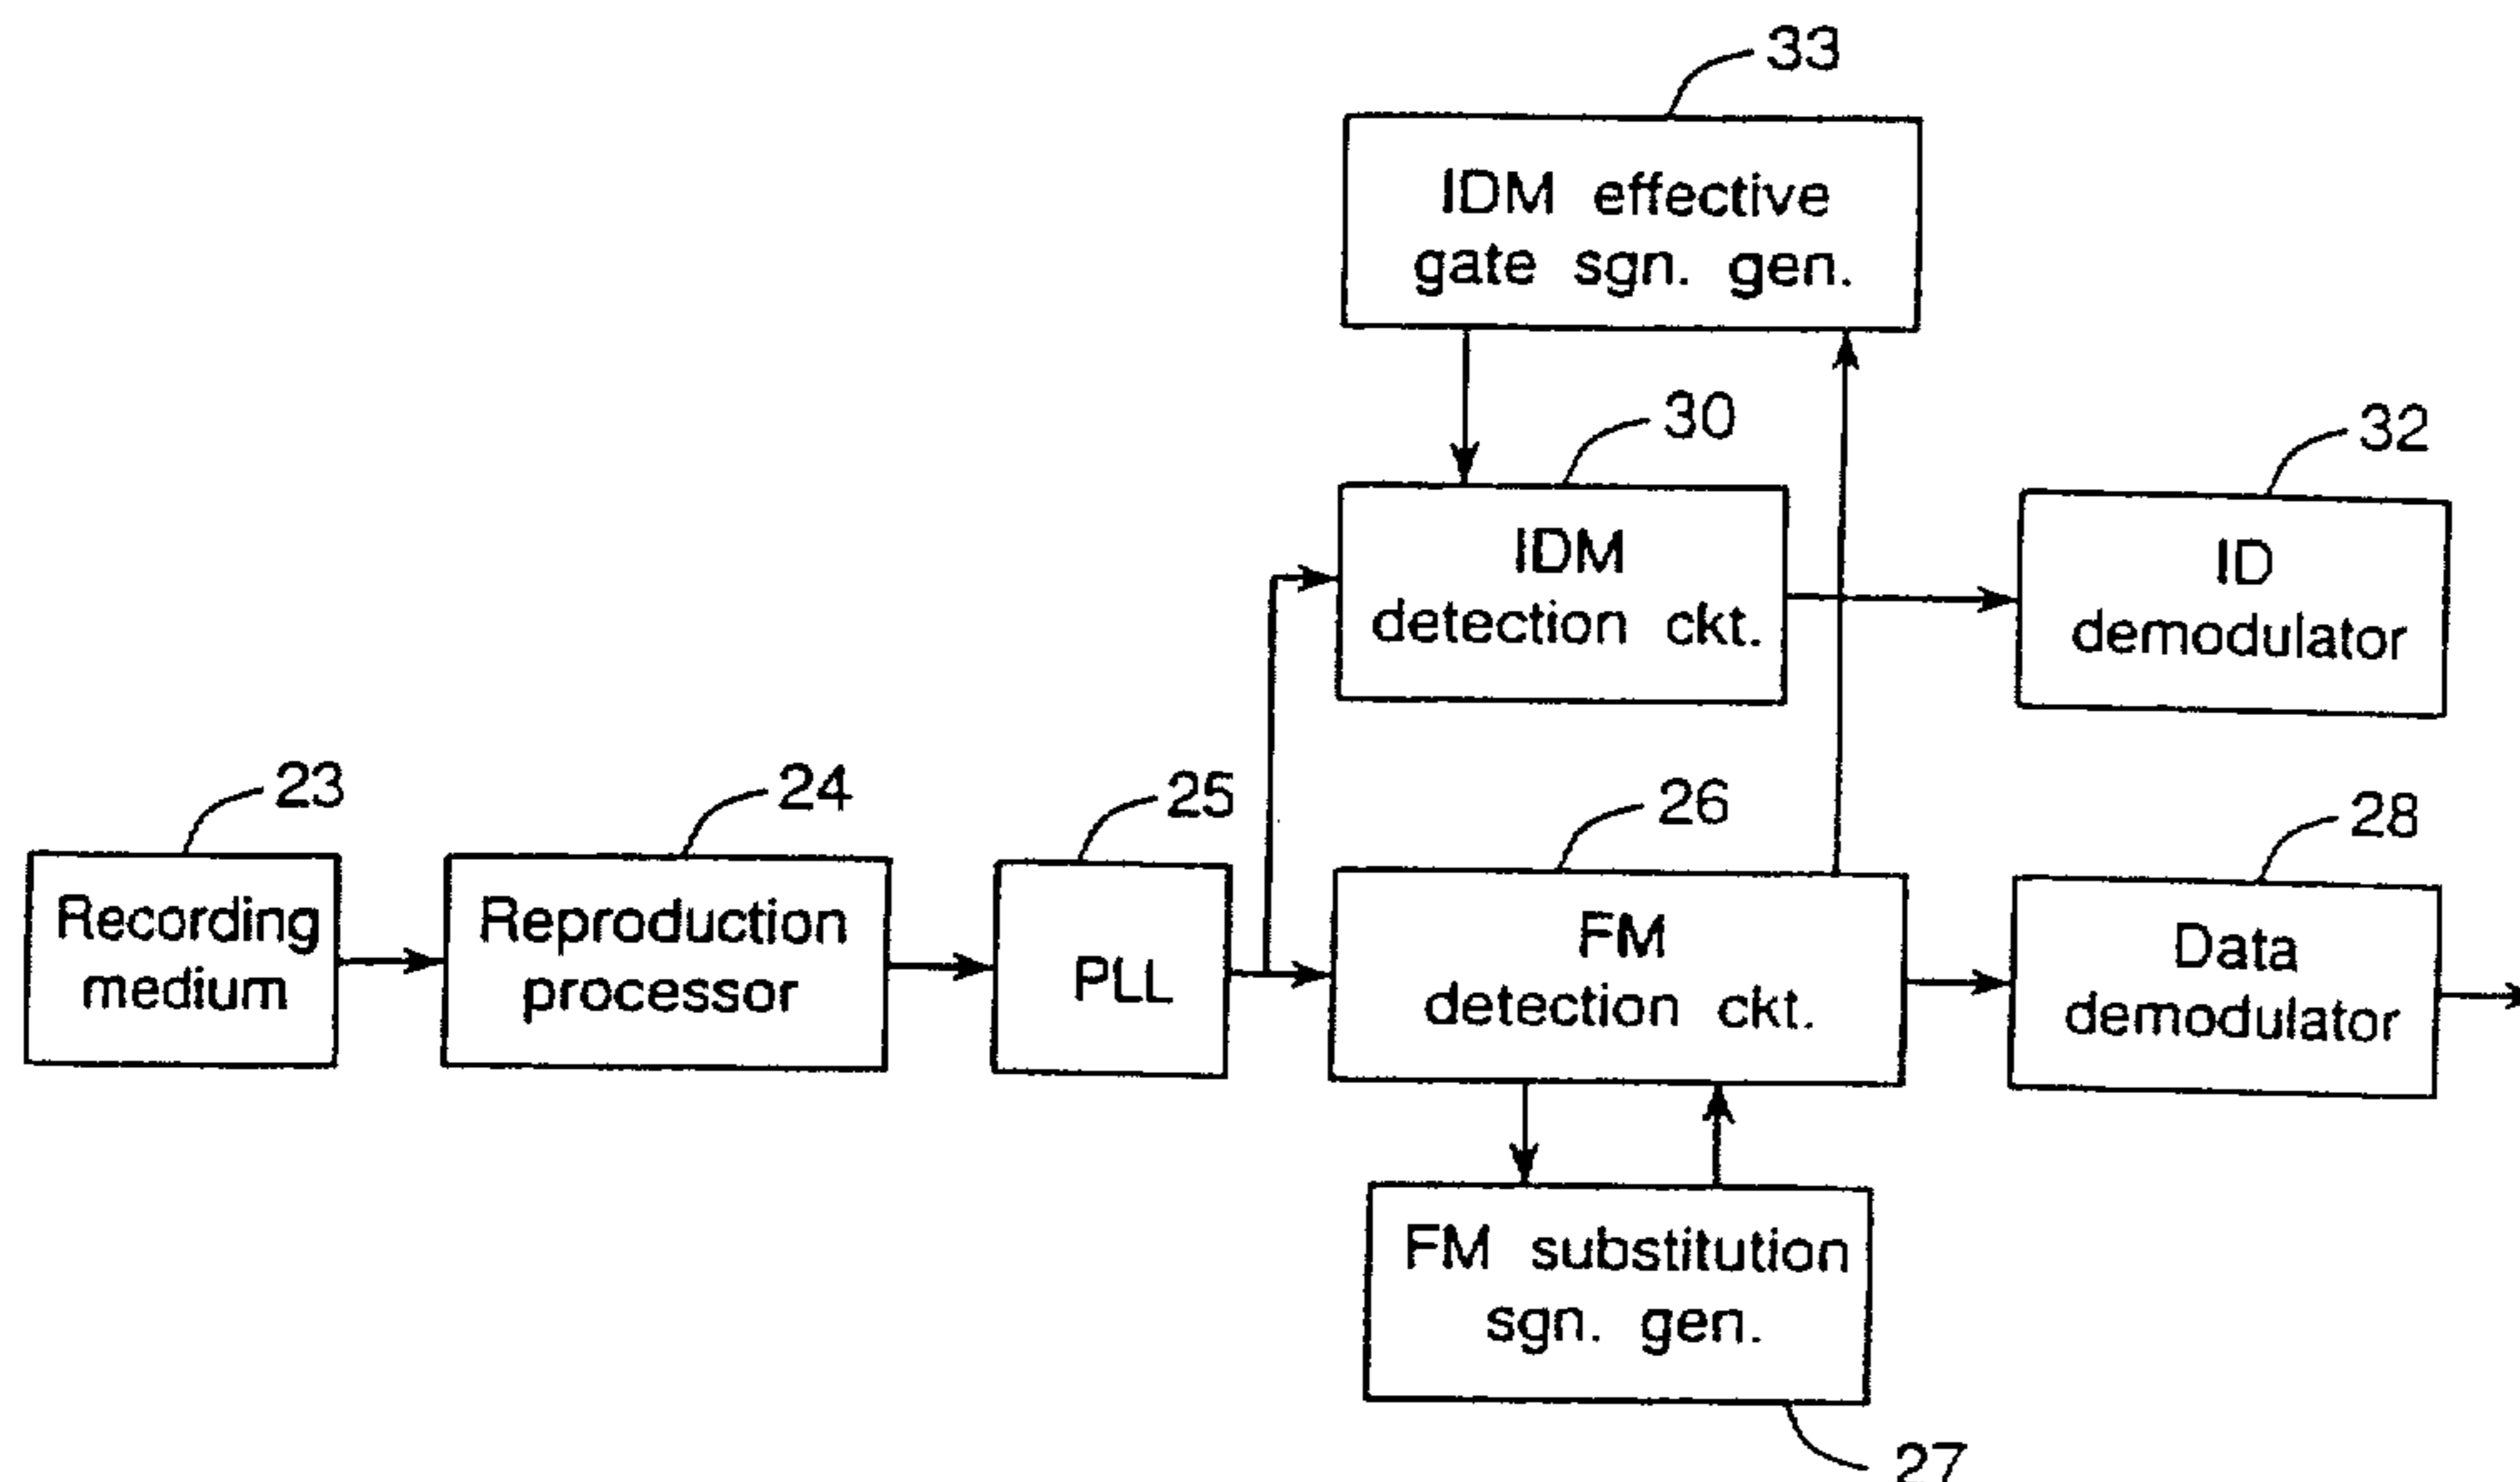 33
IDM effective
gate sgn. gen.
30
32
IDM
detection ckt.
ID
demodulator
23
24
25
26
28
Recording
medium
Reproduction
processor
PLL
FM
detection ckt.
Data
demodulator
FM substitution
sgn. gen.
27